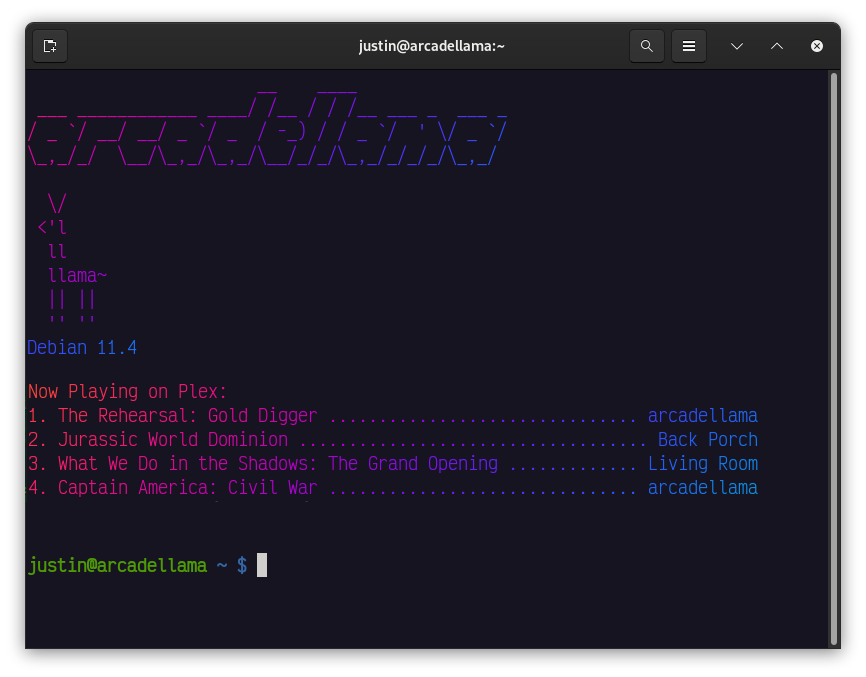 justin@arcadellama:~
arcadellama
\/
<'l
ll
llama~
|| ||
'' ''
Debian 11.4
Now Playing on Plex:
1. The Rehearsal: Gold Digger ............................... arcadellama
2. Jurassic World Dominion ................................... Back Porch
3. What We Do in the Shadows: The Grand Opening ............. Living Room
4. Captain America: Civil War ............................... arcadellama
justin@arcadellama ~ $